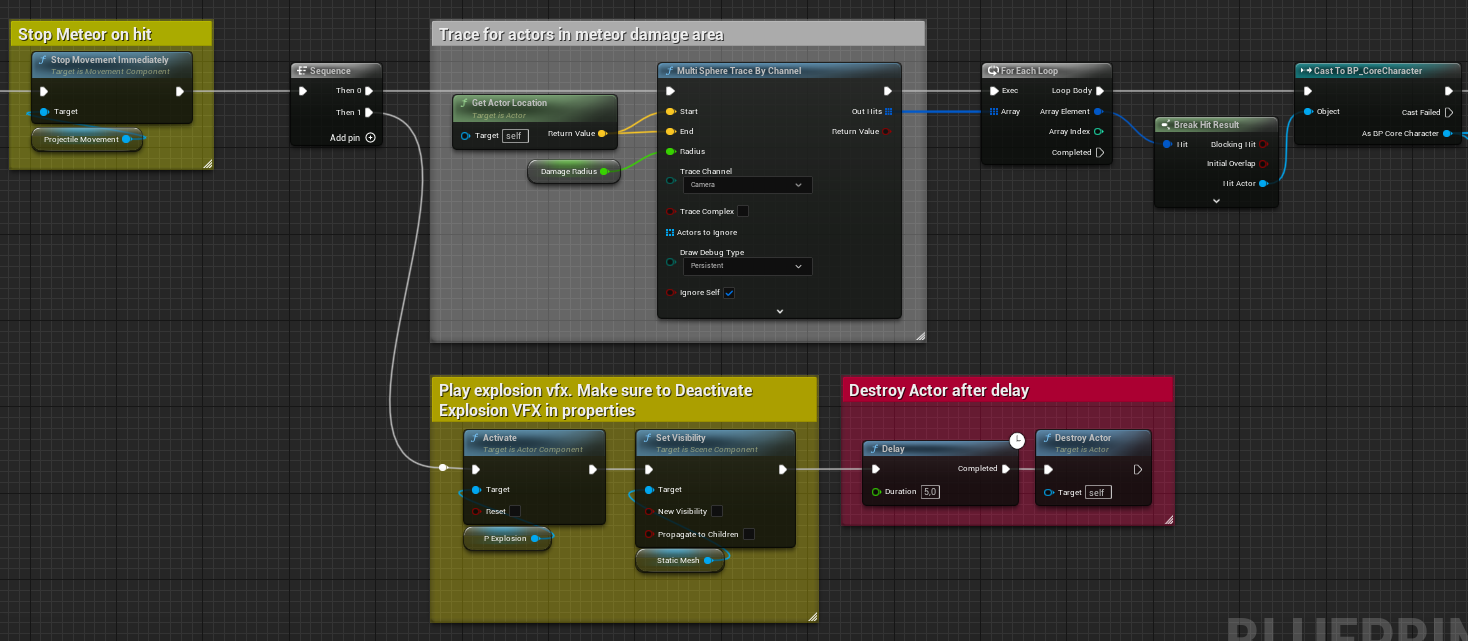 Stop Meteor on hit
Stop Movement Immediately
Target is Movement Component
Target
Projectile Movement
Sequence
Then 0
Then 1
Add pin
Trace for actors in meteor damage area
Get Actor Location
Target is Actor
Target self
Return Value
Damage Radius
Multi Sphere Trace By Channel
Start
Out Hits
End
Return Value
Radius
Trace Channel
Camera
Trace Complex
Actors to Ignore
Draw Debug Type
Persistent
Ignore Self
For Each Loop
Exec
Loop Body
Array
Array Element
Array Index
Completed
Break Hit Result
Hit
Blocking Hit
Initial Overlap
Hit Actor
Cast To BP_CoreCharacter
Object
Cast Failed
As BP Core Character
Play explosion vfx. Make sure to Deactivate
Explosion VFX in properties
Activate
Target is Actor Component
Target
Reset
P Explosion
Set Visibility
Target is Scene Component
Target
New Visibility
Propagate to Children
Static Mesh
Destroy Actor after delay
Delay
Completed
Duration 5,0
Destroy Actor
Target is Actor
Target self